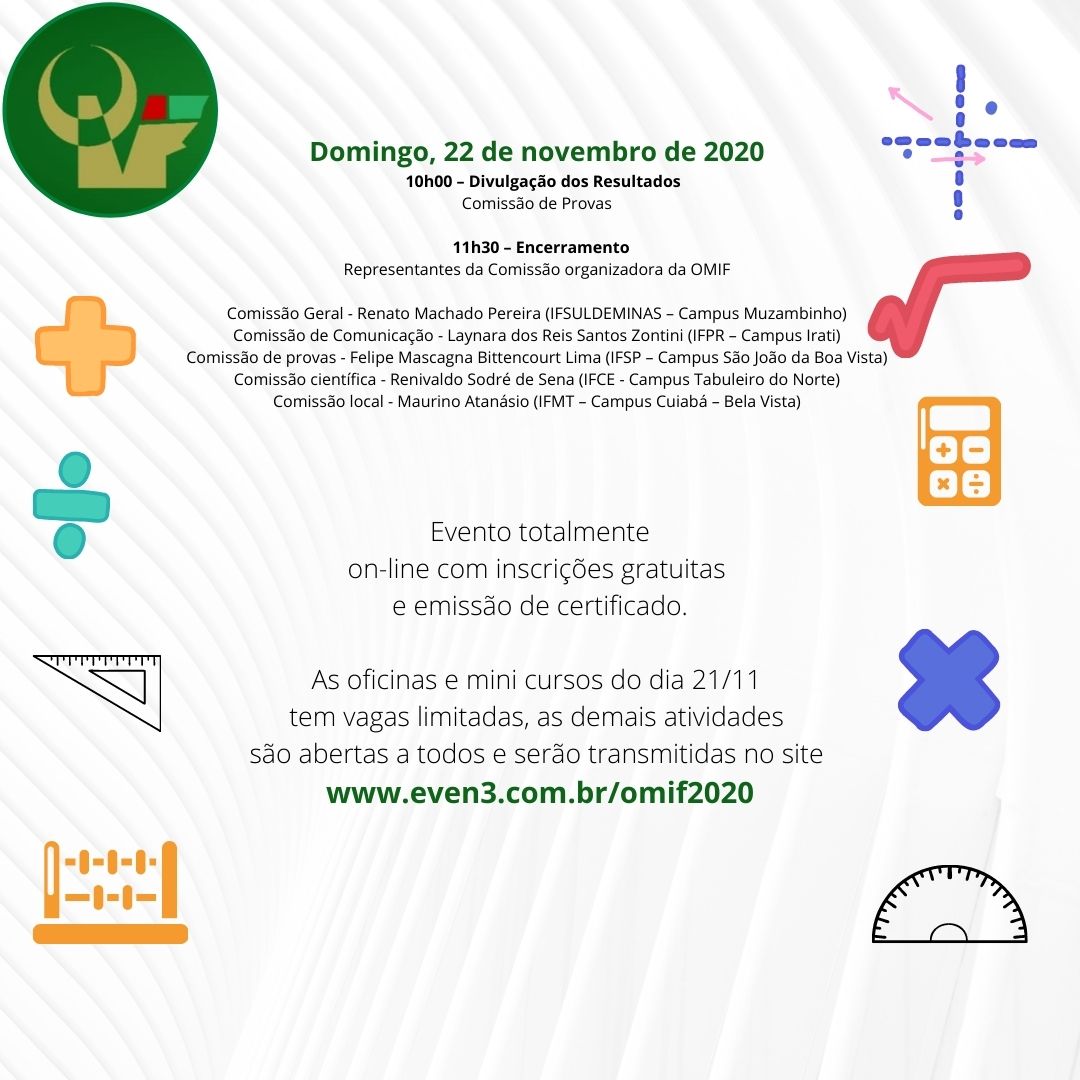 Domingo, 22 de novembro de 2020
10h00 – Divulgação dos Resultados
Comissão de Provas
11h30 – Encerramento
Representantes da Comissão organizadora da OMIF
Comissão Geral - Renato Machado Pereira (IFSULDEMINAS – Campus Muzambinho)
Comissão de Comunicação - Laynara dos Reis Santos Zontini (IFPR – Campus Irati)
Comissão de provas - Felipe Mascagna Bittencourt Lima (IFSP – Campus São João da Boa Vista)
Comissão científica - Renivaldo Sodré de Sena (IFCE - Campus Tabuleiro do Norte)
Comissão local - Maurino Atanásio (IFMT – Campus Cuiabá – Bela Vista)
Evento totalmente
on-line com inscrições gratuitas
e emissão de certificado.
As oficinas e mini cursos do dia 21/11
tem vagas limitadas, as demais atividades
são abertas a todos e serão transmitidas no site
www.even3.com.br/omif2020